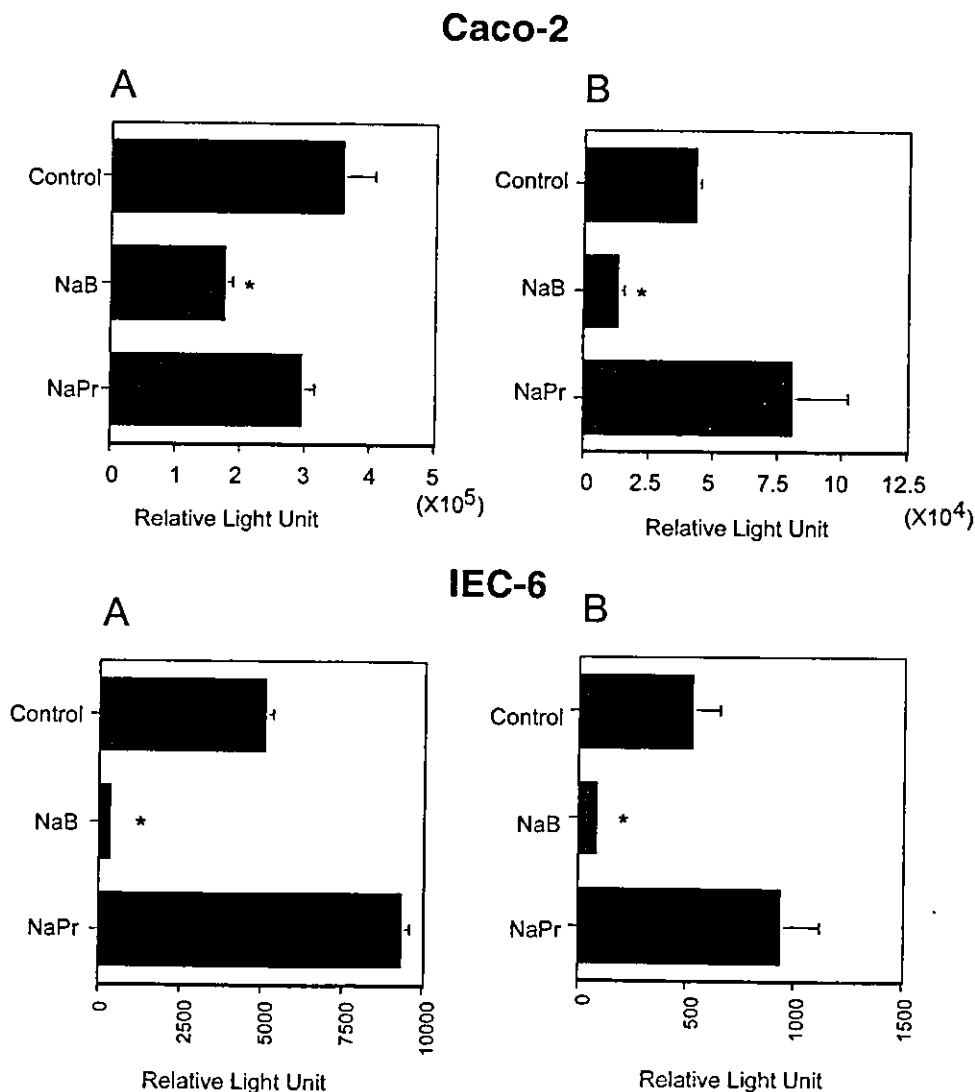 Caco-2
A
Control
NaB
*
NaPr
0 1 2 3 4 5
(X10⁵)
Relative Light Unit
B
Control
NaB
*
NaPr
0 2.5 5 7.5 10 12.5
(X10⁴)
Relative Light Unit
IEC-6
A
Control
NaB
*
NaPr
0 2500 5000 7500 10000
Relative Light Unit
B
Control
NaB
*
NaPr
0 500 1000 1500
Relative Light Unit